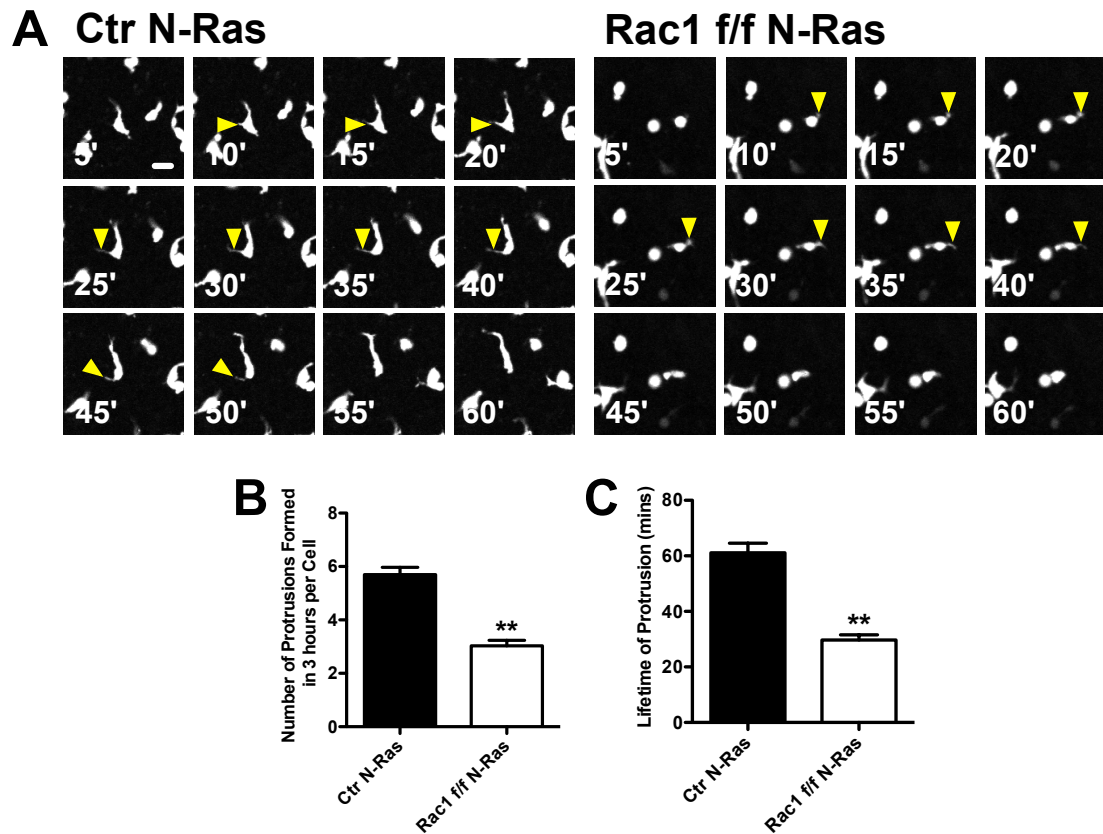 A
Ctr N-Ras
Rac1 f/f N-Ras
5' 10' 15' 20'
5' 10' 15' 20'
25' 30' 35' 40'
25' 30' 35' 40'
45' 50' 55' 60'
45' 50' 55' 60'
B
Number of Protrusions Formed
in 3 hours per Cell
8
6
4
2
0
**
Ctr N-Ras
Rac1 f/f N-Ras
C
Lifetime of Protrusion (mins)
80
60
40
20
0
**
Ctr N-Ras
Rac1 f/f N-Ras